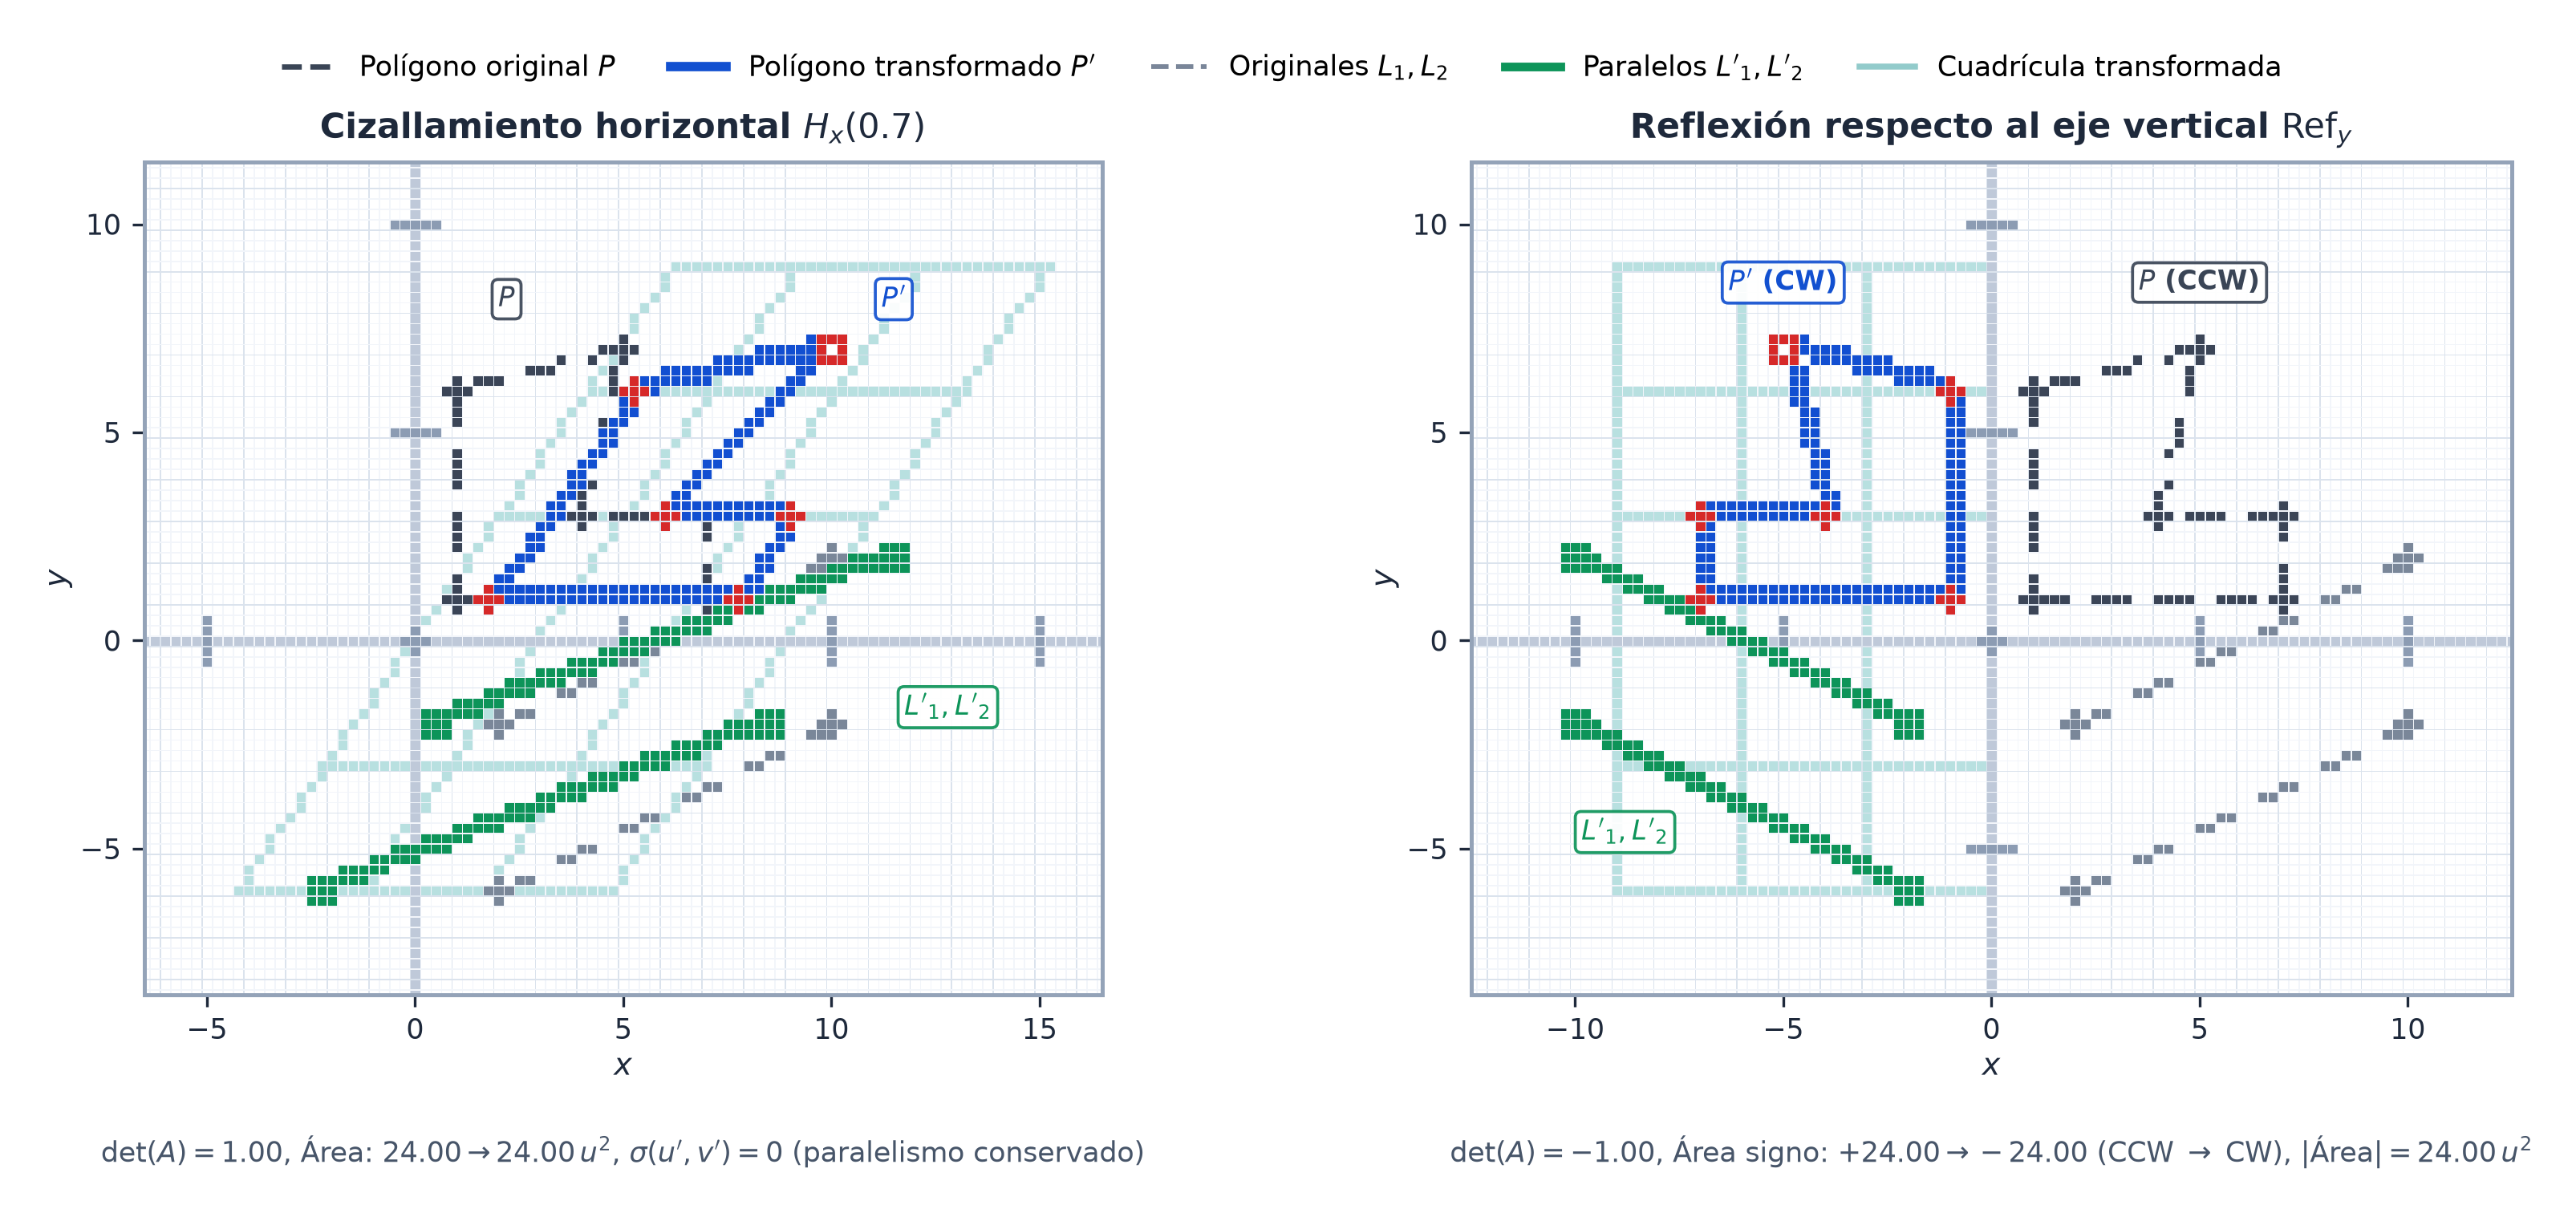 Polígono original P
Polígono transformado P′
Originales L₁, L₂
Paralelos L′₁, L′₂
Cuadrícula transformada
Cizallamiento horizontal Hₓ(0.7)
10
5
0
−5
y
P
P′
L′₁, L′₂
−5 0 5 10 15
x
det(A) = 1.00, Área: 24.00 → 24.00 u², σ(u′, v′) = 0 (paralelismo conservado)
Reflexión respecto al eje vertical Ref_y
10
5
0
−5
y
P′ (CW)
P (CCW)
L′₁, L′₂
−10 −5 0 5 10
x
det(A) = −1.00, Área signo: +24.00 → −24.00 (CCW → CW), |Área| = 24.00 u²